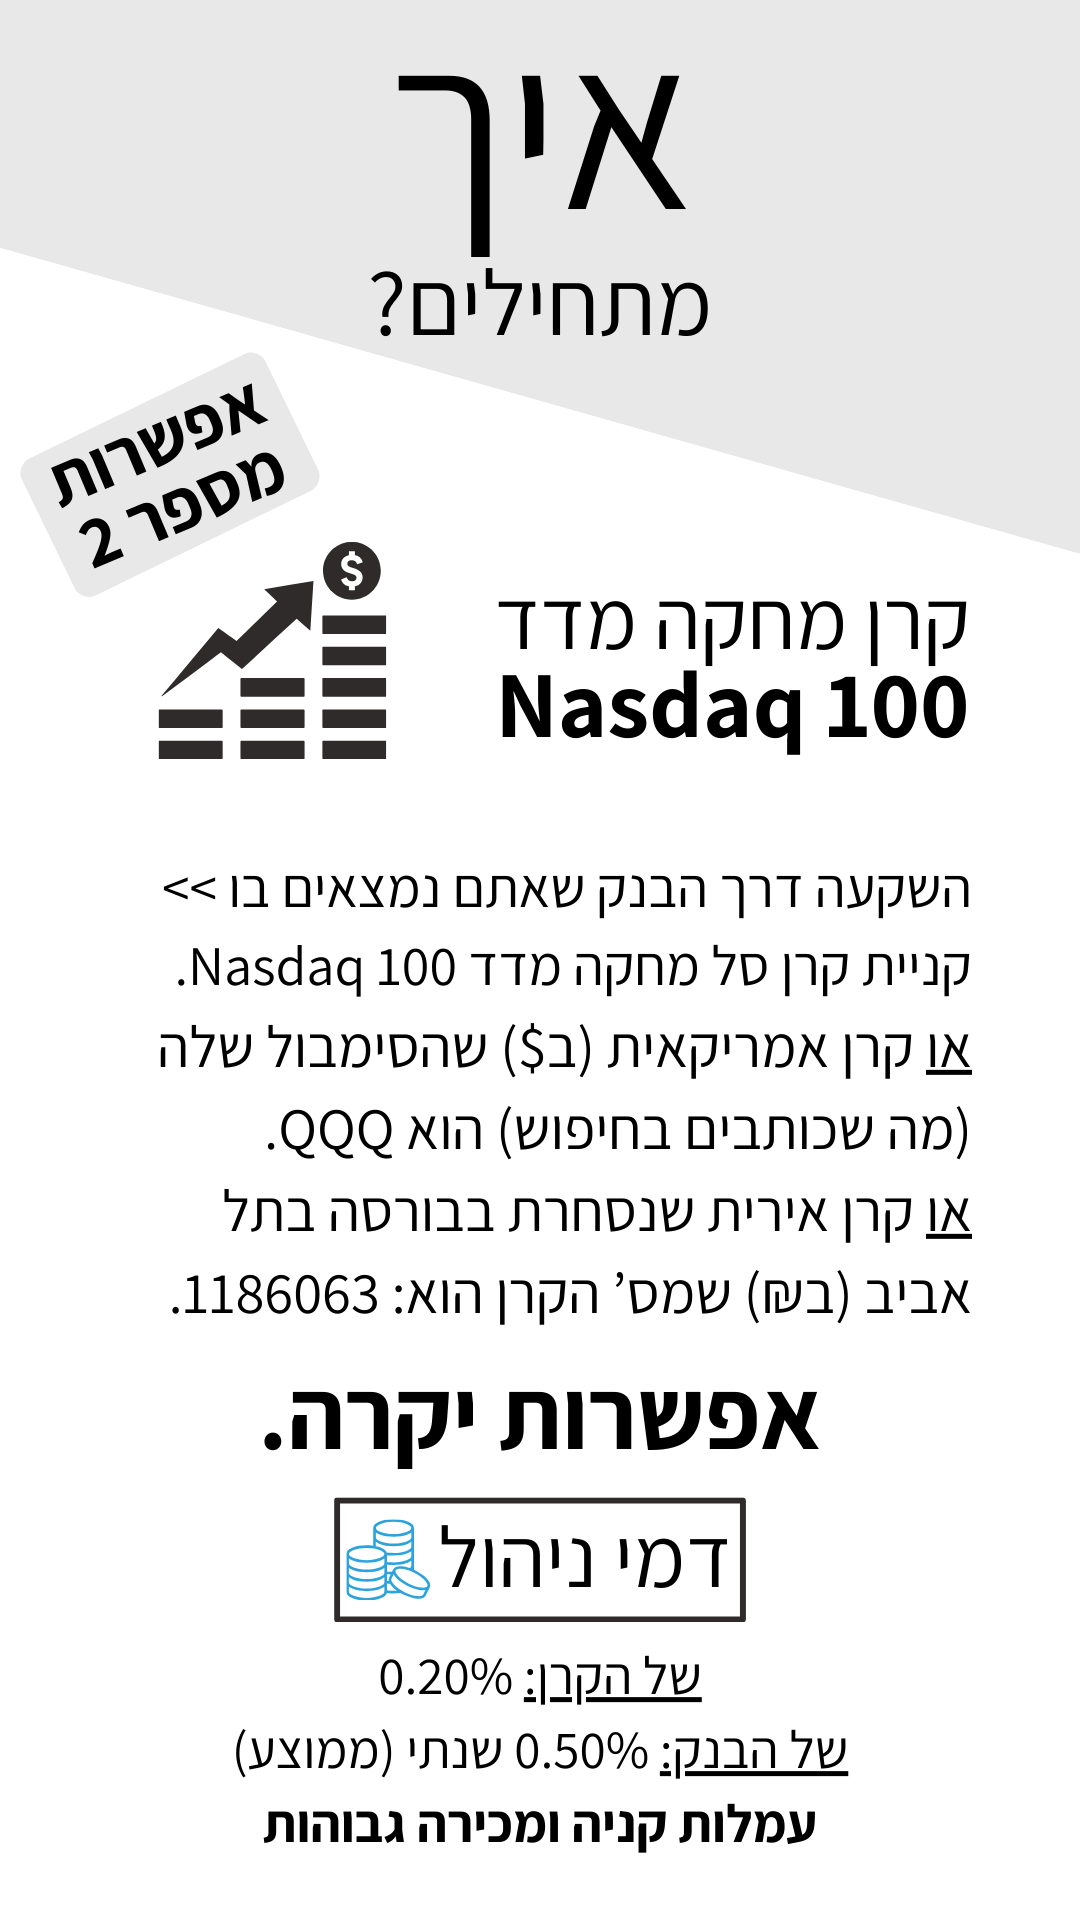 איך
מתחילים?
אפשרות
מספר 2
$
קרן מחקה מדד
Nasdaq 100
השקעה דרך הבנק שאתם נמצאים בו >>
קניית קרן סל מחקה מדד Nasdaq 100.
או קרן אמריקאית (ב$) שהסימבול שלה
(מה שכותבים בחיפוש) הוא QQQ.
או קרן אירית שנסחרת בבורסה בתל
אביב (ב₪) שמס’ הקרן הוא: 1186063.
אפשרות יקרה.
דמי ניהול
של הקרן: 0.20%
של הבנק: 0.50% שנתי (ממוצע)
עמלות קניה ומכירה גבוהות